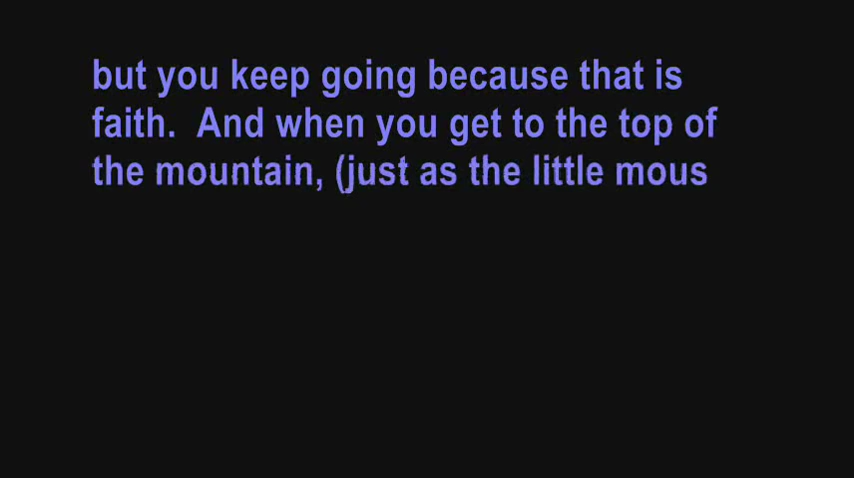 but you keep going because that is
faith.  And when you get to the top of
the mountain, (just as the little mous